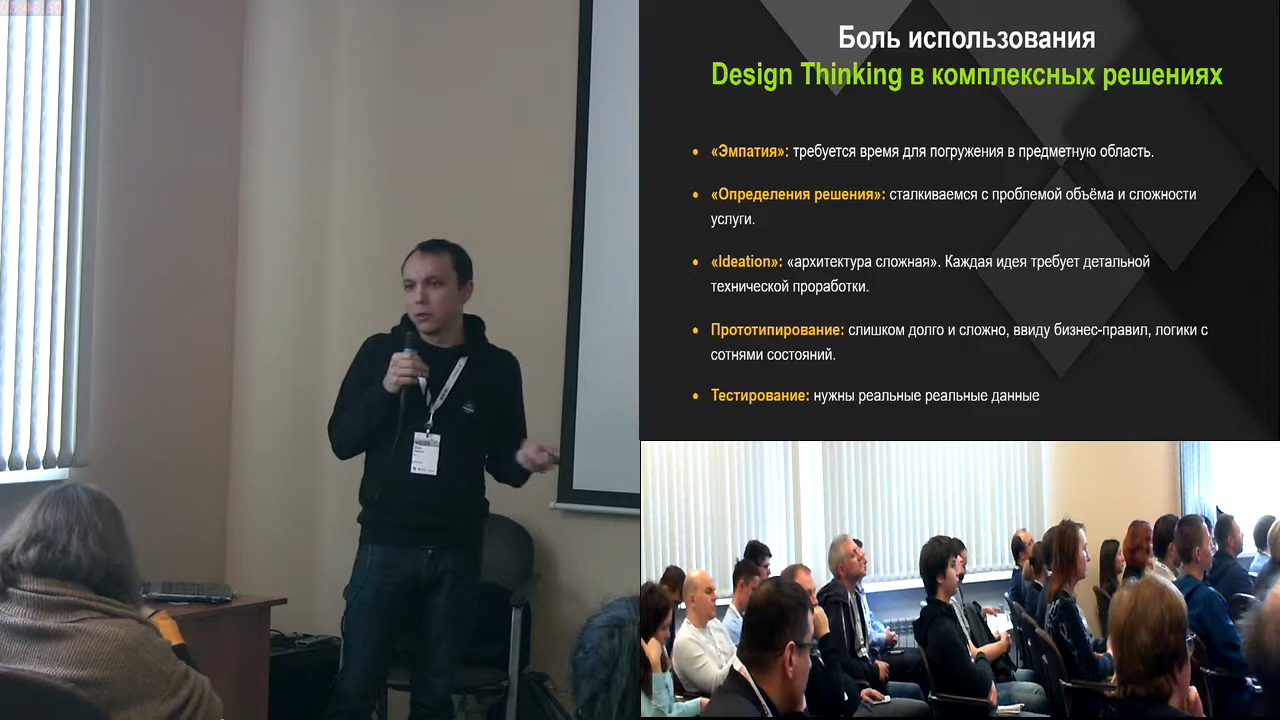 Боль использования
Design Thinking в комплексных решениях
• «Эмпатия»: требуется время для погружения в предметную область.
• «Определения решения»: сталкиваемся с проблемой объёма и сложности
услуги.
• «Ideation»: «архитектура сложная». Каждая идея требует детальной
технической проработки.
• Прототипирование: слишком долго и сложно, ввиду бизнес-правил, логики с
сотнями состояний.
• Тестирование: нужны реальные реальные данные